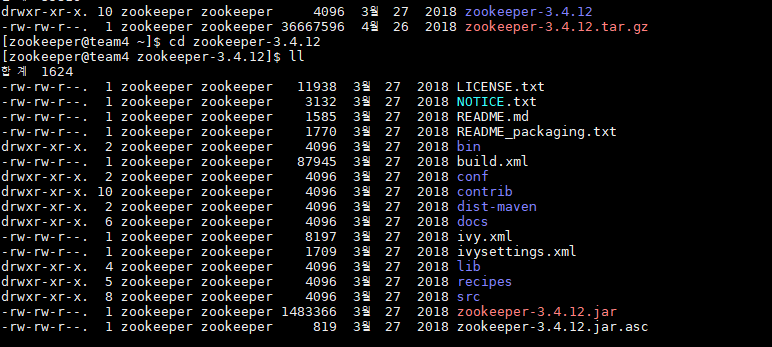 drwxr-xr-x. 10 zookeeper zookeeper 4096 3월 27 2018 zookeeper-3.4.12
-rw-rw-r--. 1 zookeeper zookeeper 36667596 4월 26 2018 zookeeper-3.4.12.tar.gz
[zookeeper@team4 ~]$ cd zookeeper-3.4.12
[zookeeper@team4 zookeeper-3.4.12]$ ll
합계 1624
-rw-rw-r--. 1 zookeeper zookeeper 11938 3월 27 2018 LICENSE.txt
-rw-rw-r--. 1 zookeeper zookeeper 3132 3월 27 2018 NOTICE.txt
-rw-rw-r--. 1 zookeeper zookeeper 1585 3월 27 2018 README.md
-rw-rw-r--. 1 zookeeper zookeeper 1770 3월 27 2018 README_packaging.txt
drwxr-xr-x. 2 zookeeper zookeeper 4096 3월 27 2018 bin
-rw-rw-r--. 1 zookeeper zookeeper 87945 3월 27 2018 build.xml
drwxr-xr-x. 2 zookeeper zookeeper 4096 3월 27 2018 conf
drwxr-xr-x. 10 zookeeper zookeeper 4096 3월 27 2018 contrib
drwxr-xr-x. 2 zookeeper zookeeper 4096 3월 27 2018 dist-maven
drwxr-xr-x. 6 zookeeper zookeeper 4096 3월 27 2018 docs
-rw-rw-r--. 1 zookeeper zookeeper 8197 3월 27 2018 ivy.xml
-rw-rw-r--. 1 zookeeper zookeeper 1709 3월 27 2018 ivysettings.xml
drwxr-xr-x. 4 zookeeper zookeeper 4096 3월 27 2018 lib
drwxr-xr-x. 5 zookeeper zookeeper 4096 3월 27 2018 recipes
drwxr-xr-x. 8 zookeeper zookeeper 4096 3월 27 2018 src
-rw-rw-r--. 1 zookeeper zookeeper 1483366 3월 27 2018 zookeeper-3.4.12.jar
-rw-rw-r--. 1 zookeeper zookeeper 819 3월 27 2018 zookeeper-3.4.12.jar.asc